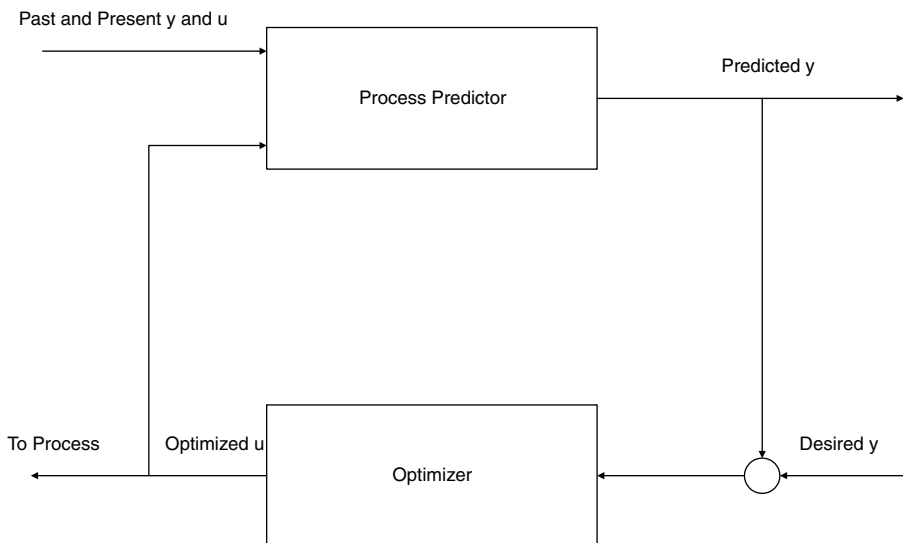 Past and Present y and u
Predicted y
Process Predictor
To Process
Optimized u
Desired y
Optimizer